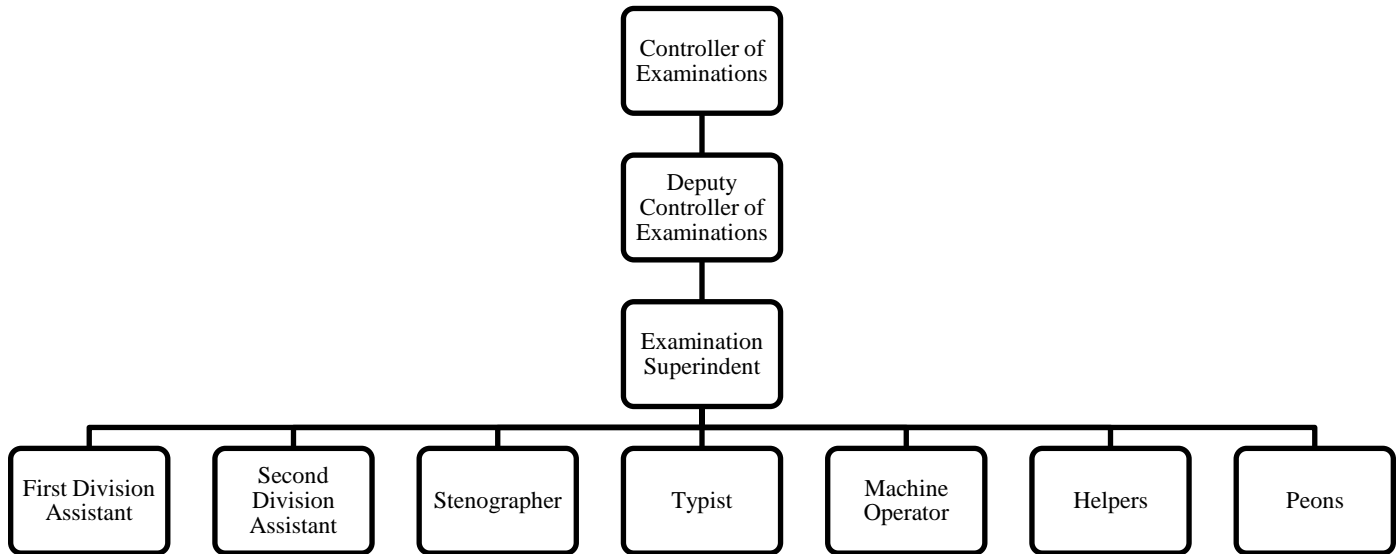 Controller of
Examinations
Deputy
Controller of
Examinations
Examination
Superindent
First Division
Assistant
Second
Division
Assistant
Stenographer
Typist
Machine
Operator
Helpers
Peons